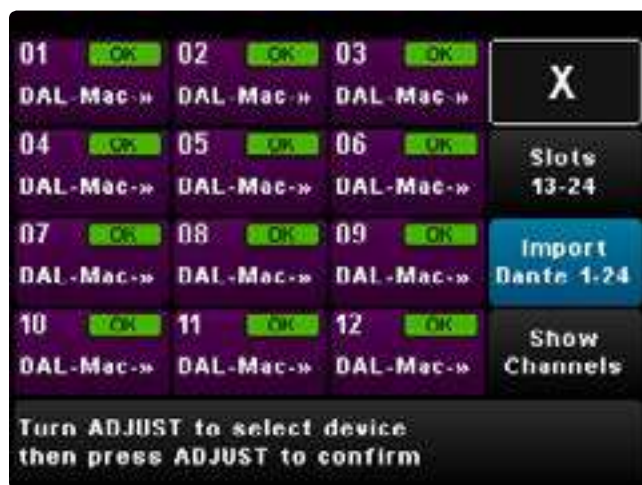 01 OK 02 OK 03 OK
DAL-Mac-» DAL-Mac-» DAL-Mac-» X
04 OK 05 OK 06 OK Slots
DAL-Mac-» DAL-Mac-» DAL-Mac-» 13-24
07 OK 08 OK 09 OK Import
DAL-Mac-» DAL-Mac-» DAL-Mac-» Dante 1-24
10 OK 11 OK 12 OK Show
DAL-Mac-» DAL-Mac-» DAL-Mac-» Channels
Turn ADJUST to select device
then press ADJUST to confirm